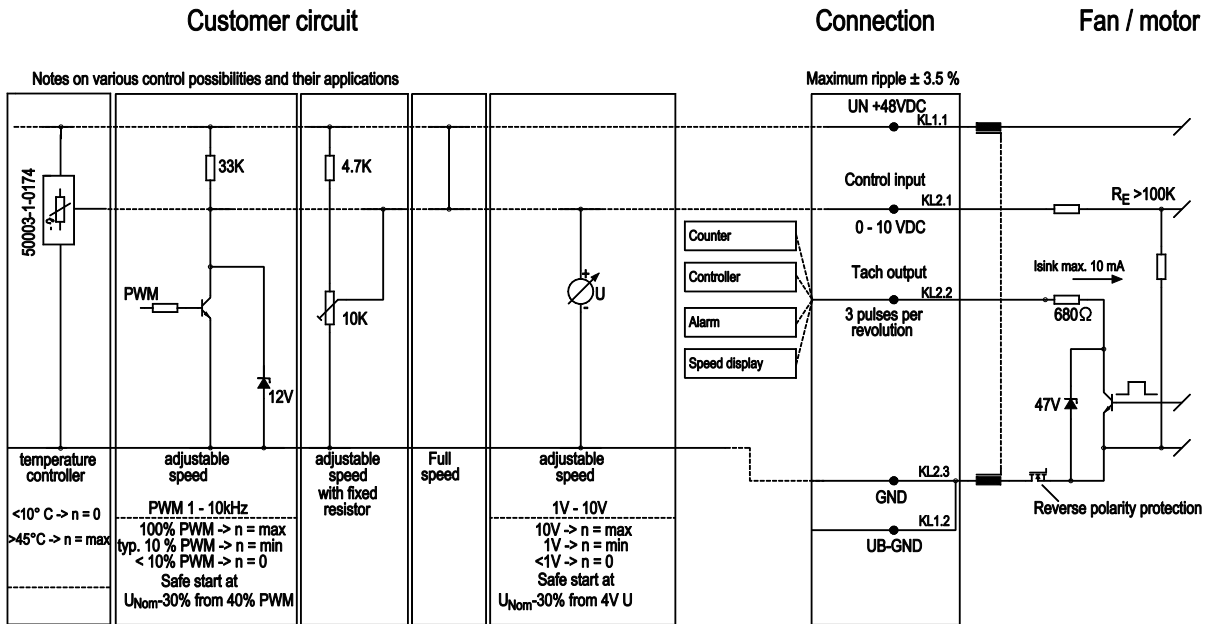 Customer circuit
Connection
Fan / motor
Notes on various control possibilities and their applications
Maximum ripple ± 3.5 %
50003-1-0174
33K
PWM
12V
4.7K
10K
+
U
-
temperature
controller
<10° C -> n = 0
>45°C -> n = max
adjustable
speed
PWM 1 - 10kHz
100% PWM -> n = max
typ. 10 % PWM -> n = min
< 10% PWM -> n = 0
Safe start at
UNom-30% from 40% PWM
adjustable
speed
with fixed
resistor
Full
speed
adjustable
speed
1V - 10V
10V -> n = max
1V -> n = min
<1V -> n = 0
Safe start at
UNom-30% from 4V U
Counter
Controller
Alarm
Speed display
UN +48VDC
KL1.1
Control input
KL2.1
0 - 10 VDC
Tach output
KL2.2
3 pulses per
revolution
KL2.3
GND
KL1.2
UB-GND
RE >100K
Isink max. 10 mA
680Ω
47V
Reverse polarity protection